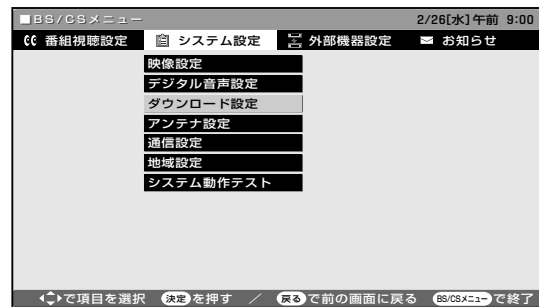 ■BS/CSメニュー 2/26[水]午前 9:00
番組視聴設定 システム設定 外部機器設定 お知らせ
映像設定
デジタル音声設定
ダウンロード設定
アンテナ設定
通信設定
地域設定
システム動作テスト
で項目を選択 決定を押す / 戻るで前の画面に戻る BS/CSメニューで終了